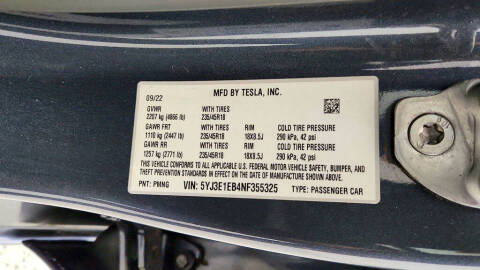 MFD BY TESLA, INC.
09/22
GVWR WITH TIRES
2207 kg (4866 lb) 235/45R18
GAWR FRT WITH TIRES RIM COLD TIRE PRESSURE
1110 kg (2447 lb) 235/45R18 18X8.5J 290 kPa, 42 psi
GAWR RR WITH TIRES RIM COLD TIRE PRESSURE
1257 kg (2771 lb) 235/45R18 18X8.5J 290 kPa, 42 psi
THIS VEHICLE CONFORMS TO ALL APPLICABLE U.S. FEDERAL MOTOR VEHICLE SAFETY, BUMPER, AND
THEFT PREVENTION STANDARDS IN EFFECT ON THE DATE OF MANUFACTURE SHOWN ABOVE
PNT: PMNG VIN: 5YJ3E1EB4NF355325 TYPE: PASSENGER CAR